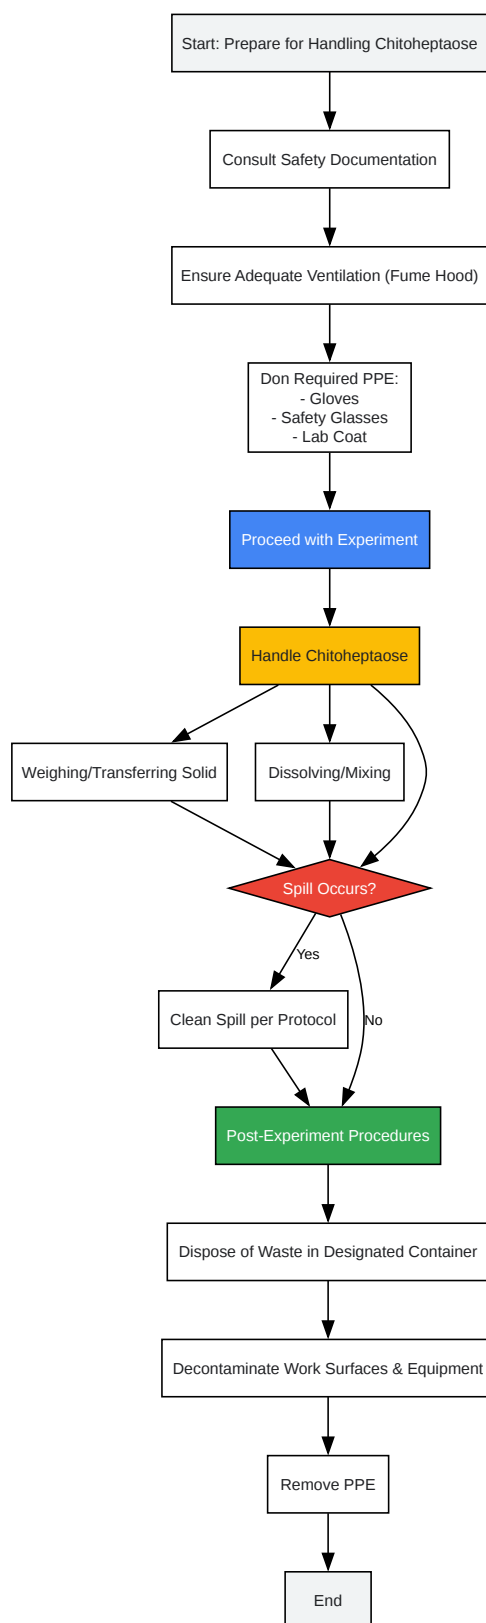 Start: Prepare for Handling Chitoheptaose
Consult Safety Documentation
Ensure Adequate Ventilation (Fume Hood)
Don Required PPE:
- Gloves
- Safety Glasses
- Lab Coat
Proceed with Experiment
Handle Chitoheptaose
Weighing/Transferring Solid
Dissolving/Mixing
Spill Occurs?
Yes
Clean Spill per Protocol
No
Post-Experiment Procedures
Dispose of Waste in Designated Container
Decontaminate Work Surfaces & Equipment
Remove PPE
End